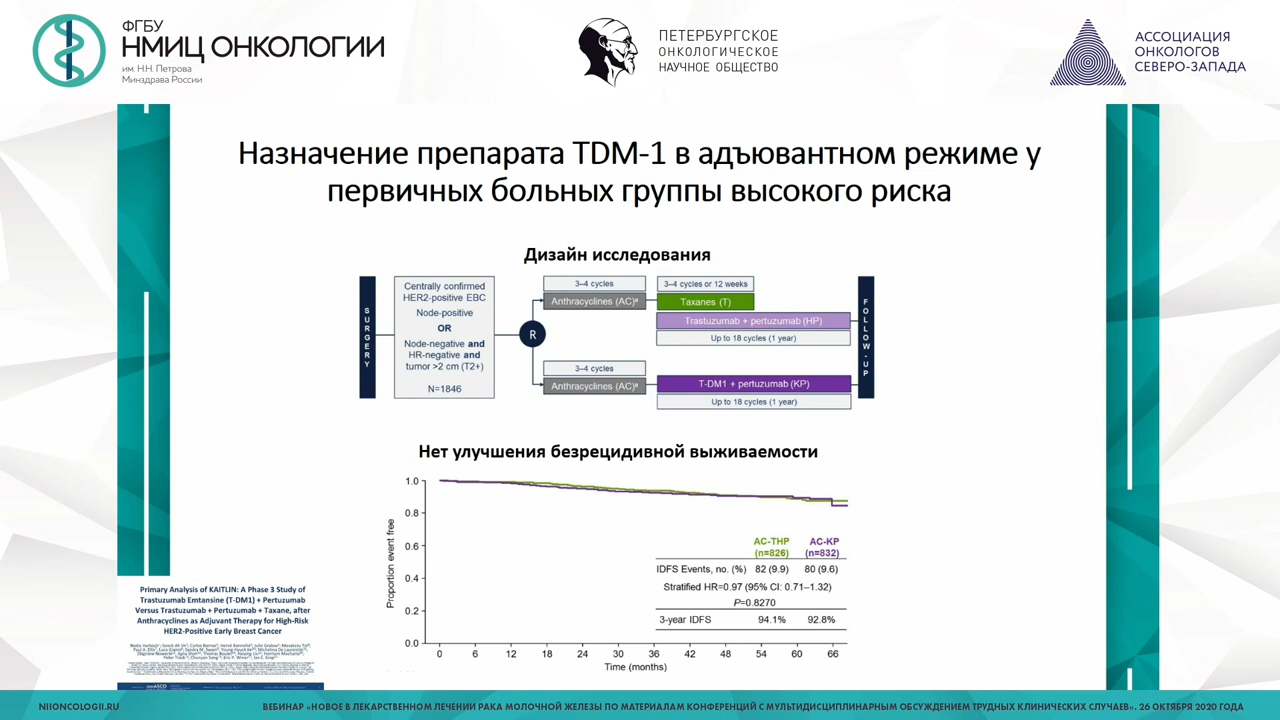 ФГБУ
НМИЦ ОНКОЛОГИИ
им. Н.Н. Петрова
Минздрава России
ПЕТЕРБУРГСКОЕ
ОНКОЛОГИЧЕСКОЕ
НАУЧНОЕ ОБЩЕСТВО
АССОЦИАЦИЯ
ОНКОЛОГОВ
СЕВЕРО-ЗАПАДА
Назначение препарата TDM-1 в адъювантном режиме у
первичных больных группы высокого риска
Дизайн исследования
SURGERY
Centrally confirmed
HER2-positive EBC
Node-positive
OR
Node-negative and
HR-negative and
tumor >2 cm (T2+)
N=1846
R
3–4 cycles
Anthracyclines (AC)ª
3–4 cycles or 12 weeks
Taxanes (T)
Trastuzumab + pertuzumab (HP)
Up to 18 cycles (1 year)
3–4 cycles
Anthracyclines (AC)ª
T-DM1 + pertuzumab (KP)
Up to 18 cycles (1 year)
FOLLOW-UP
Нет улучшения безрецидивной выживаемости
Proportion event free
1.0
0.8
0.6
0.4
0.2
0.0
0 6 12 18 24 30 36 42 48 54 60 66
Time (months)
AC-THP AC-KP
(n=826) (n=832)
IDFS Events, no. (%) 82 (9.9) 80 (9.6)
Stratified HR=0.97 (95% CI: 0.71–1.32)
P=0.8270
3-year IDFS 94.1% 92.8%
Primary Analysis of KAITLIN: A Phase 3 Study of
Trastuzumab Emtansine (T-DM1) + Pertuzumab
Versus Trastuzumab + Pertuzumab + Taxane, after
Anthracyclines as Adjuvant Therapy for High-Risk
HER2-Positive Early Breast Cancer
NIIONCOLOGII.RU
ВЕБИНАР «НОВОЕ В ЛЕКАРСТВЕННОМ ЛЕЧЕНИИ РАКА МОЛОЧНОЙ ЖЕЛЕЗЫ ПО МАТЕРИАЛАМ КОНФЕРЕНЦИЙ С МУЛЬТИДИСЦИПЛИНАРНЫМ ОБСУЖДЕНИЕМ ТРУДНЫХ КЛИНИЧЕСКИХ СЛУЧАЕВ». 26 ОКТЯБРЯ 2020 ГОДА